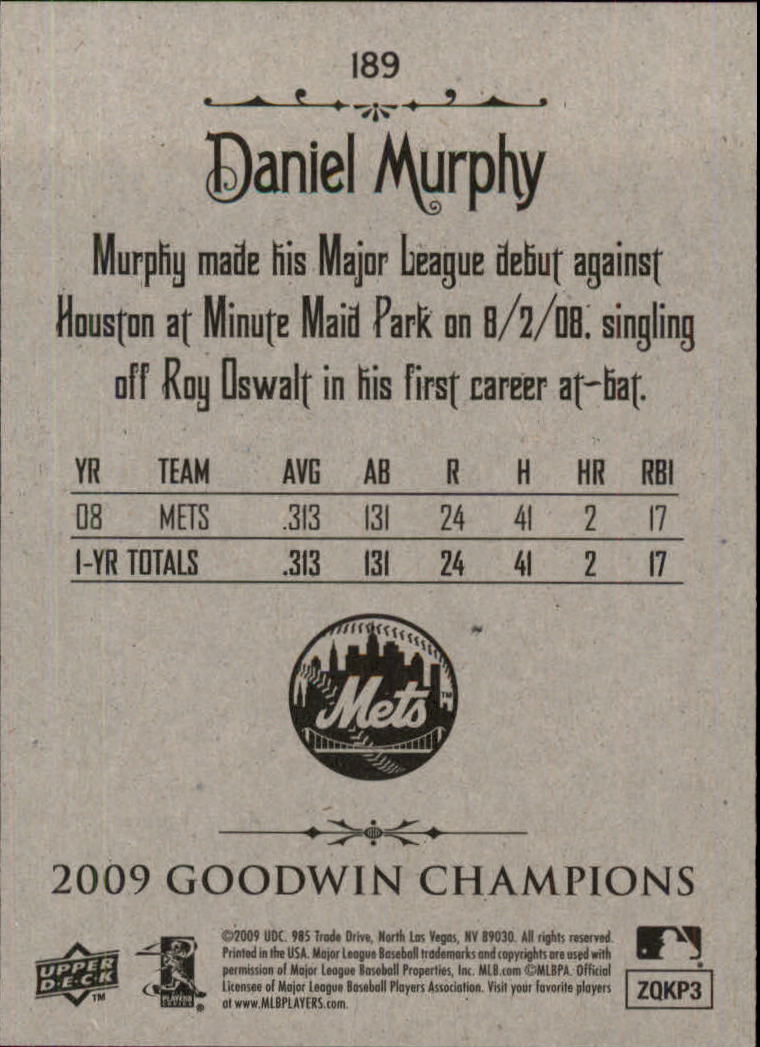 189
Daniel Murphy
Murphy made his Major League debut against
Houston at Minute Maid Park on 8/2/08, singling
off Roy Oswalt in his first career at-bat.
YR TEAM AVG AB R H HR RBI
08 METS .313 131 24 41 2 17
1-YR TOTALS .313 131 24 41 2 17
Mets TM
2009 GOODWIN CHAMPIONS
UPPER
DECK
TM
PLAYERS
CHOICE
®
©2009 UDC. 985 Trade Drive, North Las Vegas, NV 89030. All rights reserved.
Printed in the USA. Major League Baseball trademarks and copyrights are used with
permission of Major League Baseball Properties, Inc. MLB.com ©MLBPA. Official
Licensee of Major League Baseball Players Association. Visit your favorite players
at www.MLBPLAYERS.com.
ZQKP3